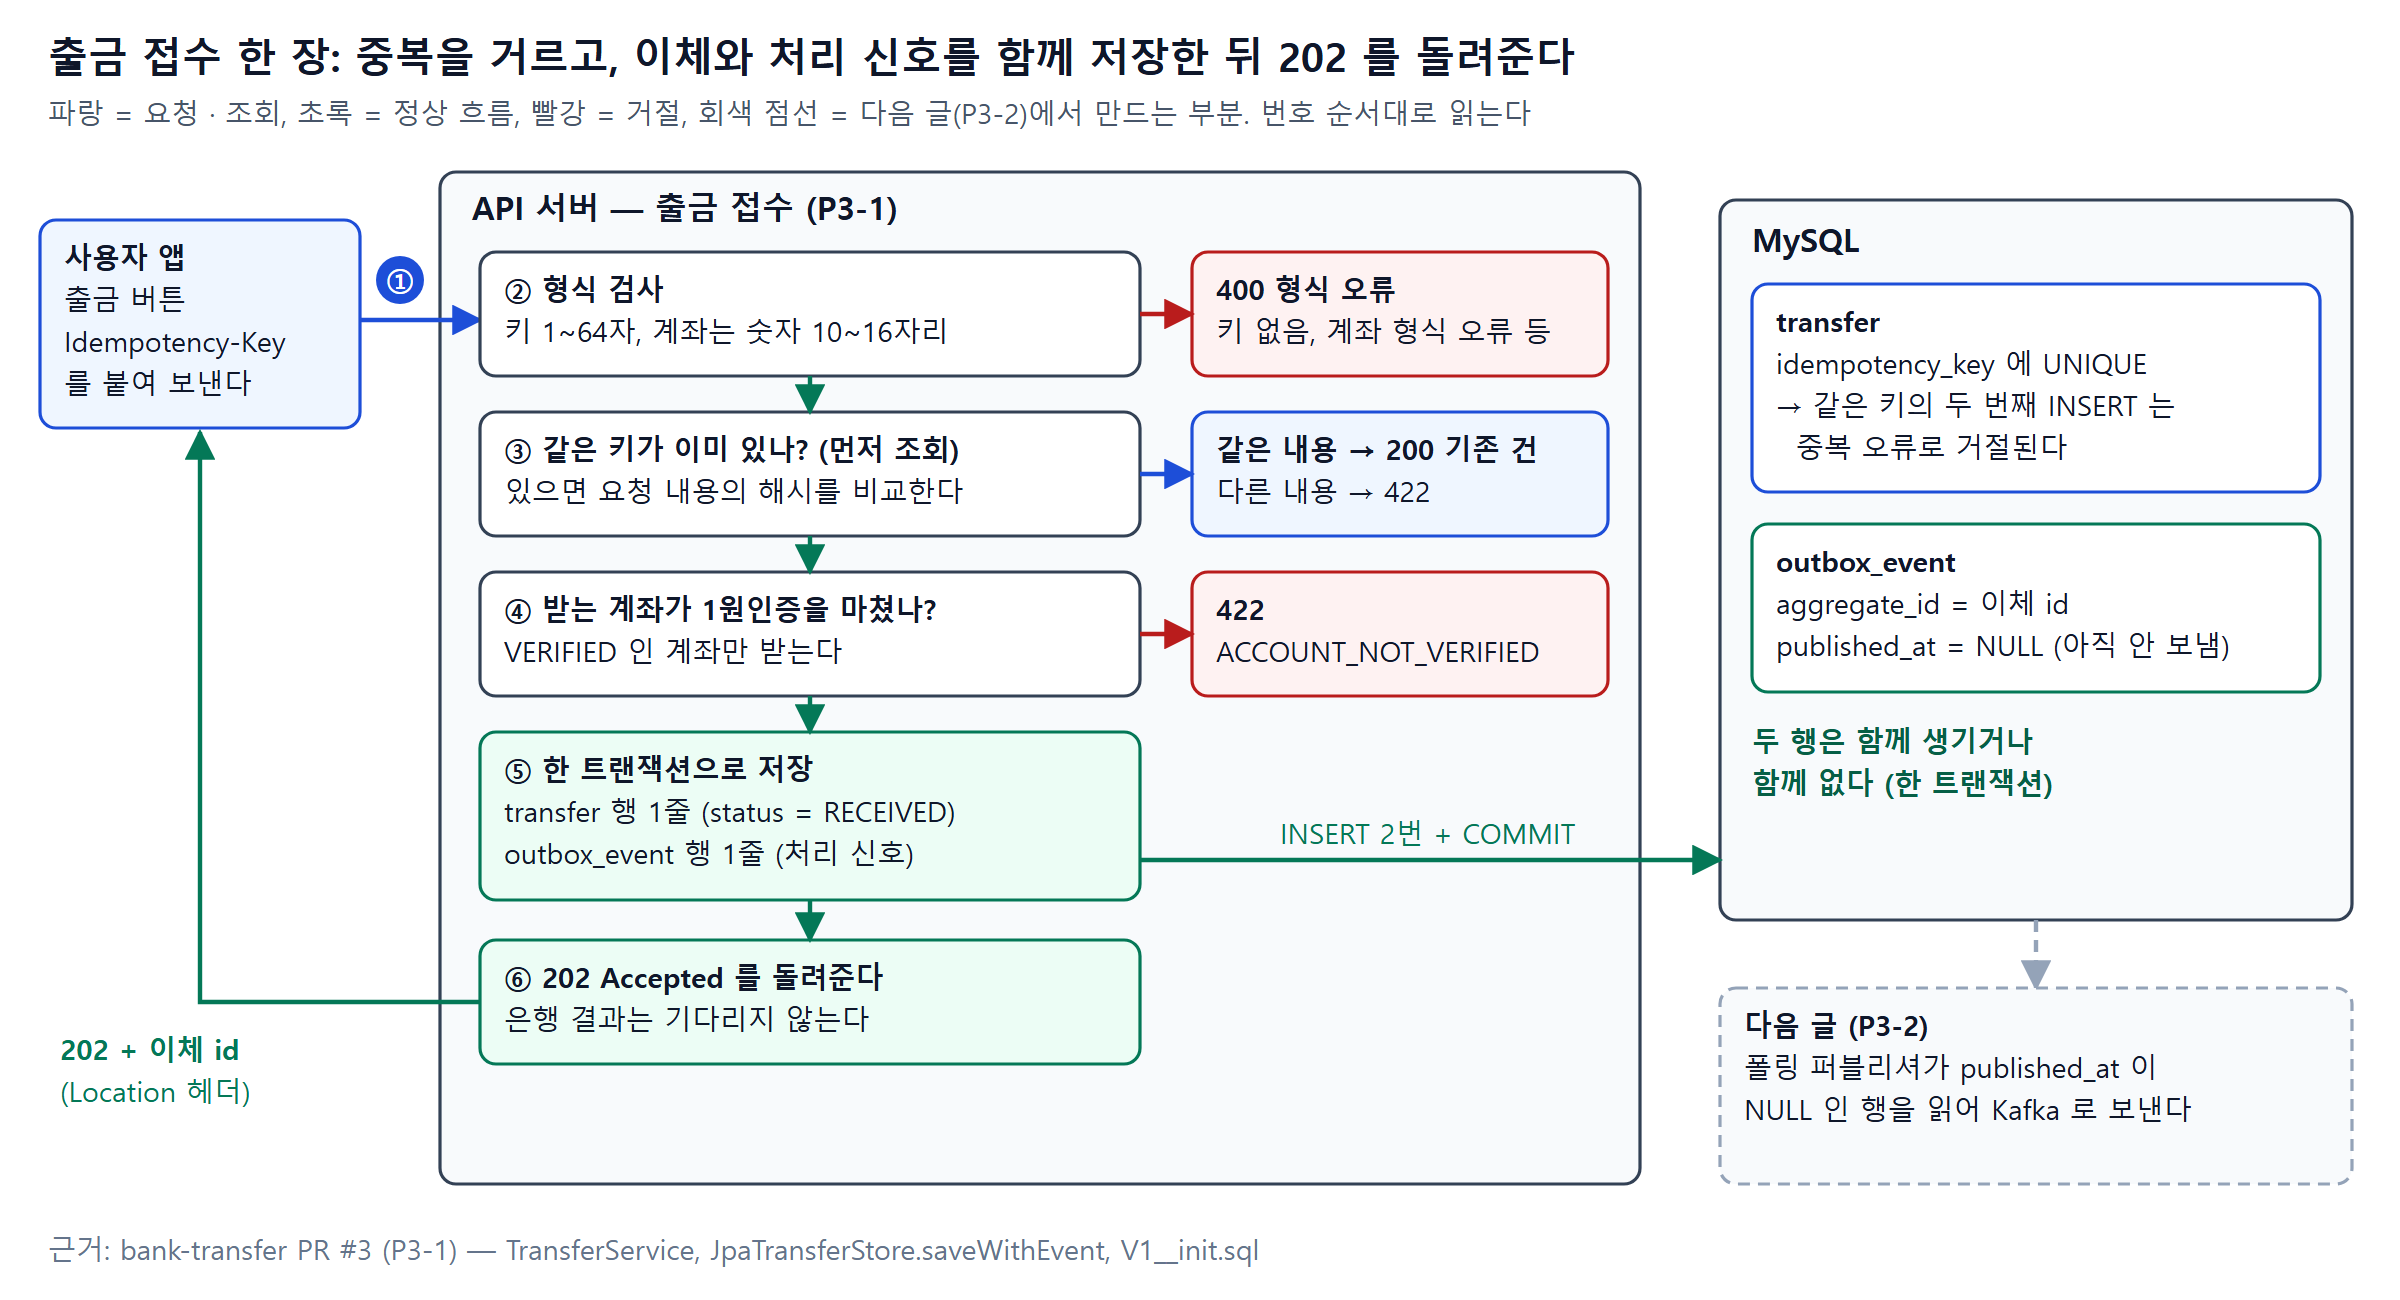 출금 접수 한 장: 중복을 거르고, 이체와 처리 신호를 함께 저장한 뒤 202 를 돌려준다
파랑 = 요청 · 조회, 초록 = 정상 흐름, 빨강 = 거절, 회색 점선 = 다음 글(P3-2)에서 만드는 부분. 번호 순서대로 읽는다
사용자 앱
출금 버튼
Idempotency-Key
를 붙여 보낸다
①
API 서버 — 출금 접수 (P3-1)
② 형식 검사
키 1~64자, 계좌는 숫자 10~16자리
400 형식 오류
키 없음, 계좌 형식 오류 등
③ 같은 키가 이미 있나? (먼저 조회)
있으면 요청 내용의 해시를 비교한다
같은 내용 → 200 기존 건
다른 내용 → 422
④ 받는 계좌가 1원인증을 마쳤나?
VERIFIED 인 계좌만 받는다
422
ACCOUNT_NOT_VERIFIED
⑤ 한 트랜잭션으로 저장
transfer 행 1줄 (status = RECEIVED)
outbox_event 행 1줄 (처리 신호)
INSERT 2번 + COMMIT
⑥ 202 Accepted 를 돌려준다
은행 결과는 기다리지 않는다
202 + 이체 id
(Location 헤더)
MySQL
transfer
idempotency_key 에 UNIQUE
→ 같은 키의 두 번째 INSERT 는
중복 오류로 거절된다
outbox_event
aggregate_id = 이체 id
published_at = NULL (아직 안 보냄)
두 행은 함께 생기거나
함께 없다 (한 트랜잭션)
다음 글 (P3-2)
폴링 퍼블리셔가 published_at 이
NULL 인 행을 읽어 Kafka 로 보낸다
근거: bank-transfer PR #3 (P3-1) — TransferService, JpaTransferStore.saveWithEvent, V1__init.sql